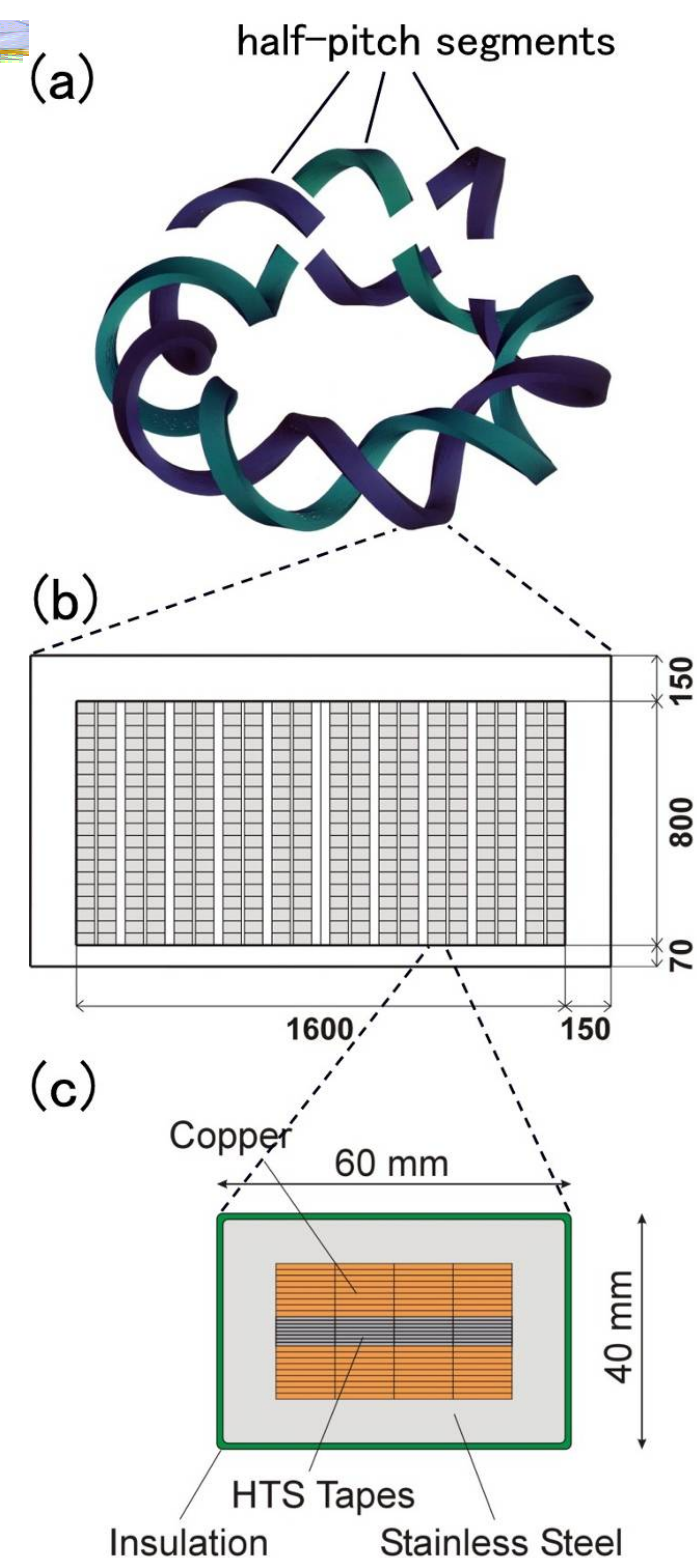 (a)
half-pitch segments
(b)
150
800
70
1600
150
(c)
Copper
60 mm
40 mm
HTS Tapes
Insulation
Stainless Steel